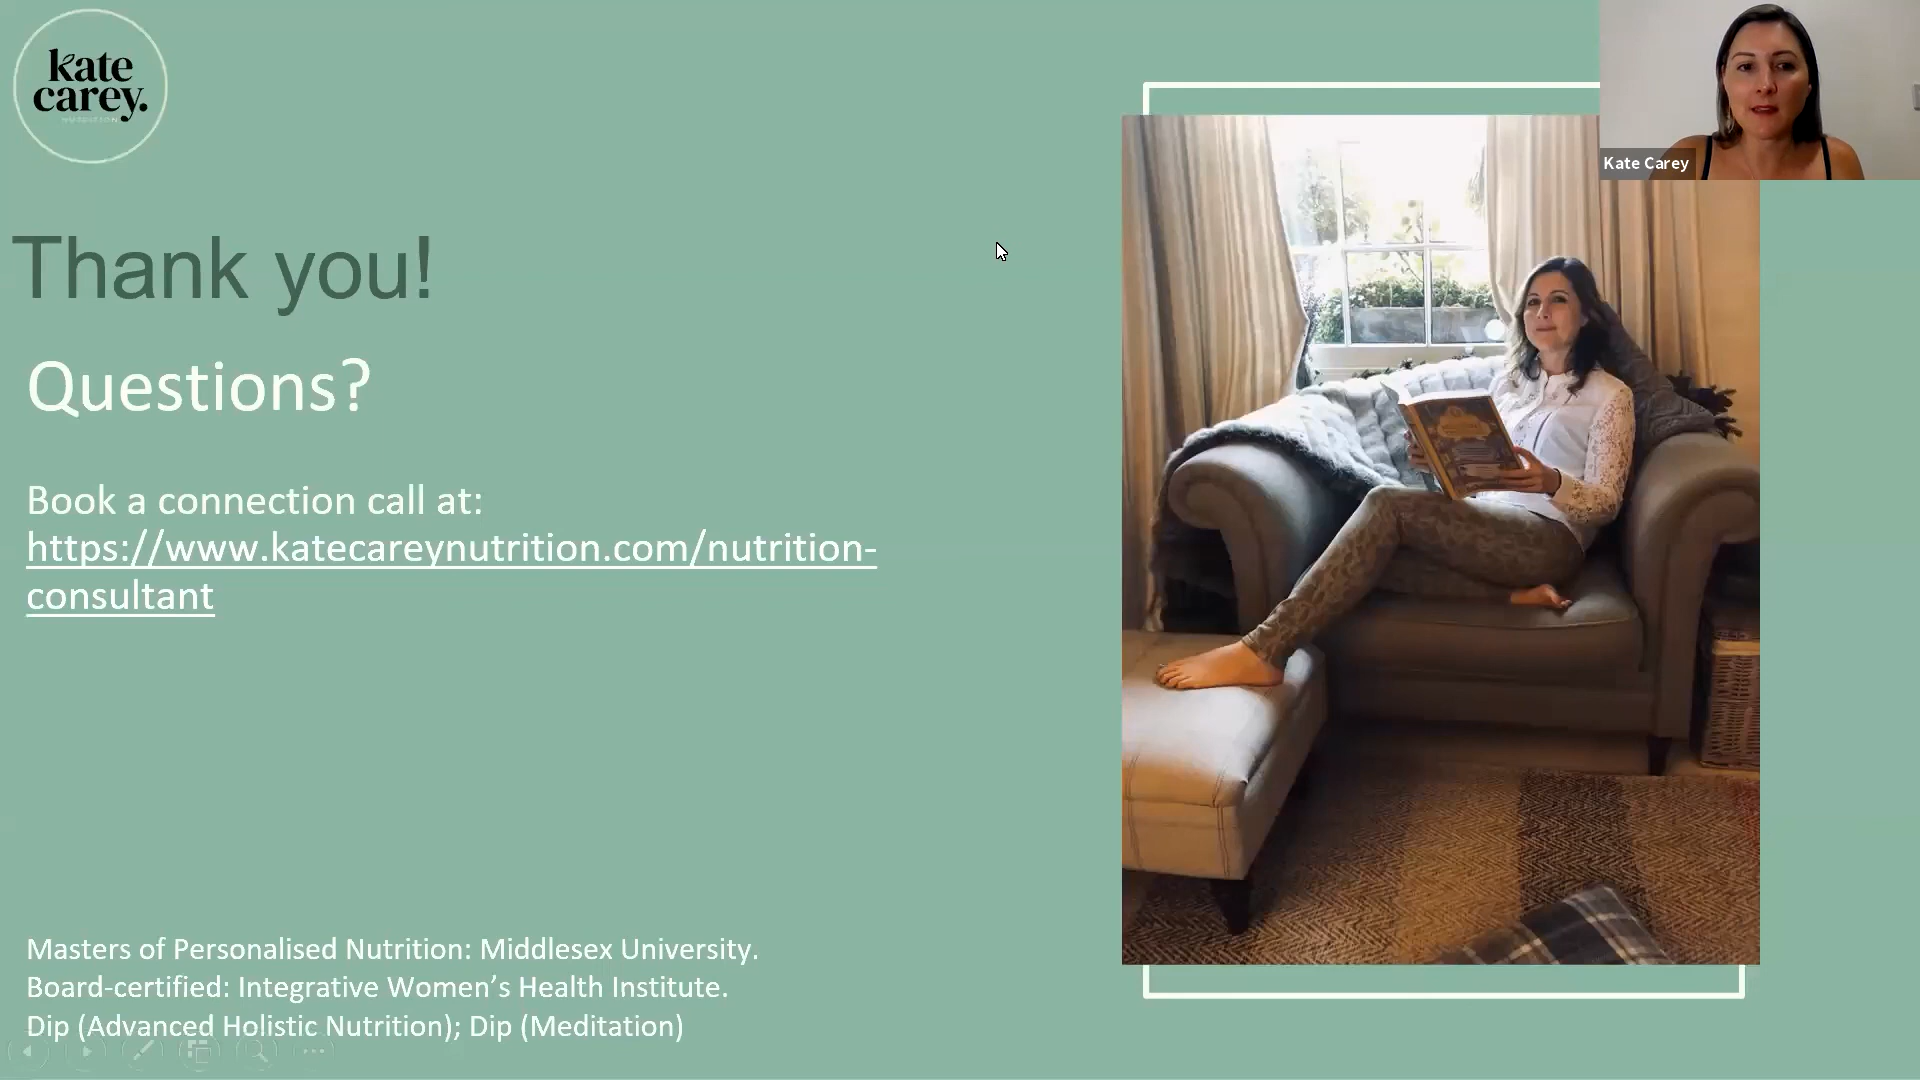 kate
carey.
Kate Carey
Thank you!
Questions?
Book a connection call at:
https://www.katecareynutrition.com/nutrition-
consultant
Masters of Personalised Nutrition: Middlesex University.
Board-certified: Integrative Women’s Health Institute.
Dip (Advanced Holistic Nutrition); Dip (Meditation)